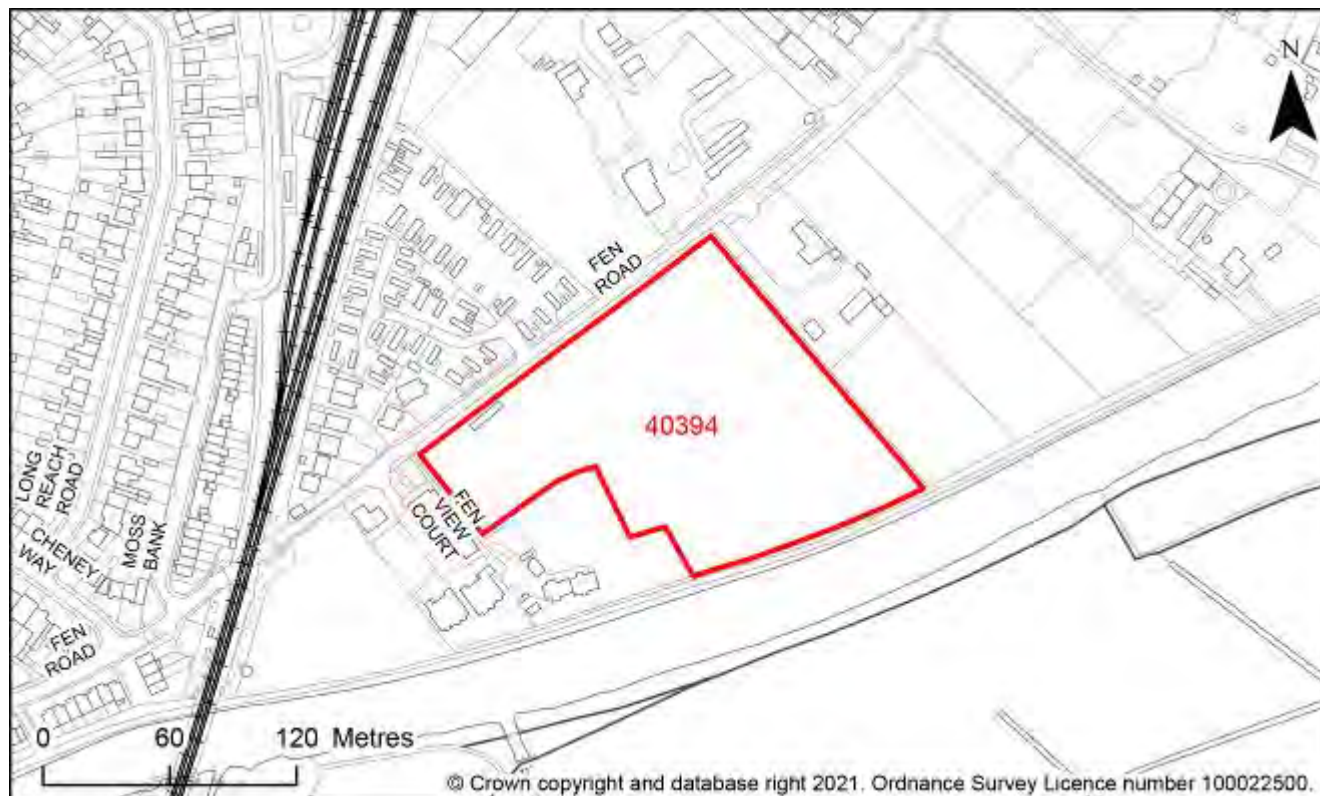 N
FEN
ROAD
40394
LONG
REACH
ROAD
CHENEY
WAY
MOSS
BANK
FEN
VIEW
COURT
FEN
ROAD
0 60 120 Metres
© Crown copyright and database right 2021. Ordnance Survey Licence number 100022500.